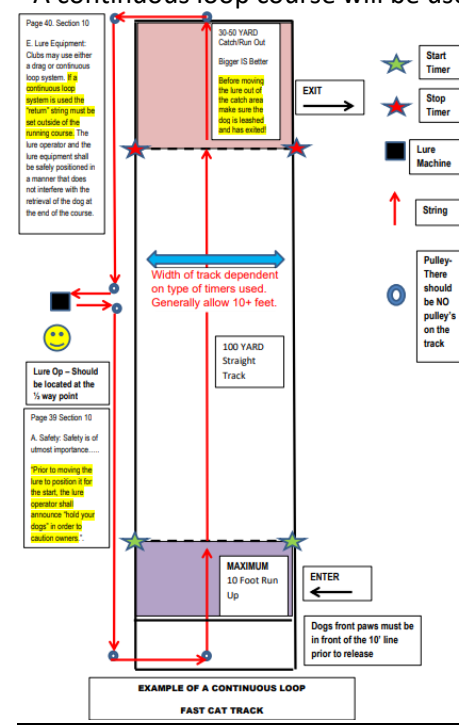 A continuous loop course will be use
Page 40. Section 10
E. Lure Equipment:
Clubs may use either
a drag or continuous
loop system. If a
continuous loop
system is used the
"return" string must be
set outside of the
running course. The
lure operator and the
lure equipment shall
be safely positioned in
a manner that does
not interfere with the
retrieval of the dog at
the end of the course.
30-50 YARD
Catch/Run Out
Bigger IS Better
Before moving
the lure out of
the catch area
make sure the
dog is leashed
and has exited!
EXIT
Start
Timer
Stop
Timer
Lure
Machine
String
Pulley-
There
should
be NO
pulley's
on the
track
Width of track dependent
on type of timers used.
Generally allow 10+ feet.
100 YARD
Straight
Track
Lure Op – Should
be located at the
½ way point
Page 39 Section 10
A. Safety: Safety is of
utmost importance…..
"Prior to moving the
lure to position it for
the start, the lure
operator shall
announce "hold your
dogs" in order to
caution owners.".
MAXIMUM
10 Foot Run
Up
ENTER
Dogs front paws must be
in front of the 10' line
prior to release
EXAMPLE OF A CONTINUOUS LOOP
FAST CAT TRACK